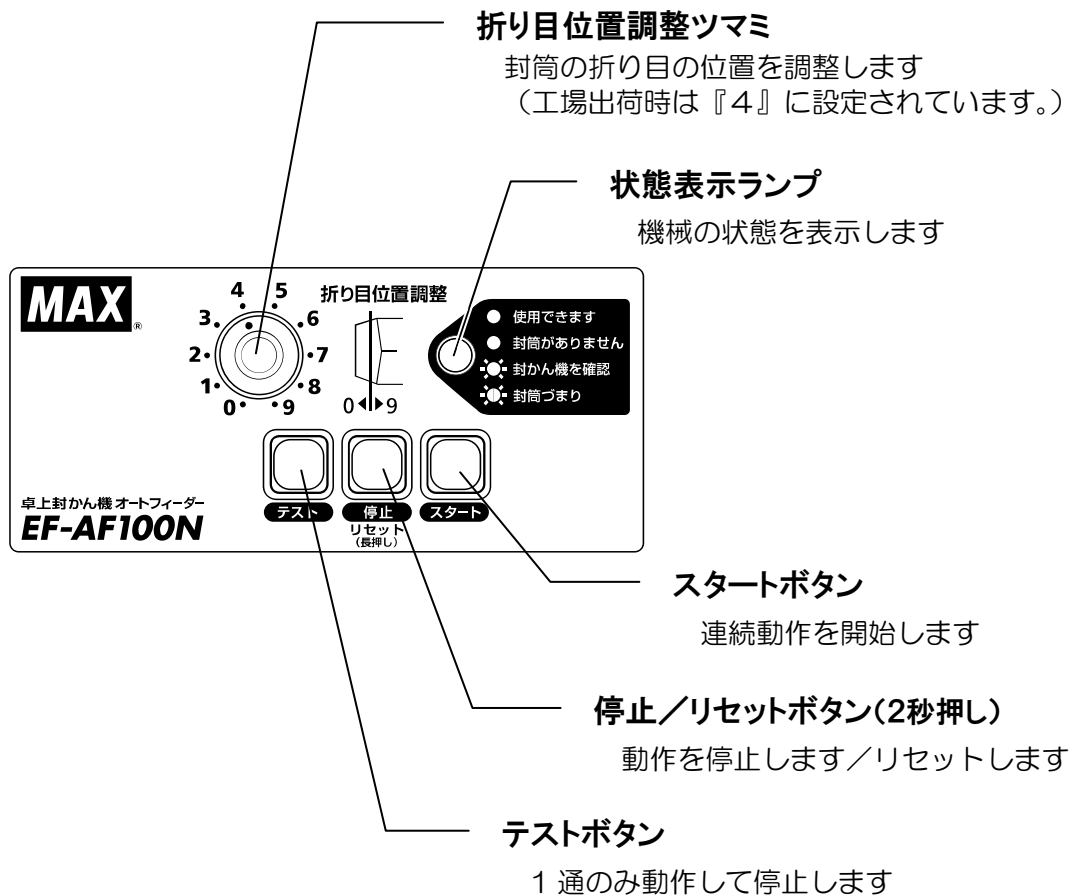 折り目位置調整ツマミ
封筒の折り目の位置を調整します
（工場出荷時は『４』に設定されています。）
状態表示ランプ
機械の状態を表示します
MAX®
4 5
3 6
2 7
1 8
0 9
折り目位置調整
0 9
使用できます
封筒がありません
封かん機を確認
封筒づまり
テスト
停止
リセット
（長押し）
スタート
卓上封かん機 オートフィーダー
EF-AF100N
スタートボタン
連続動作を開始します
停止／リセットボタン（2秒押し）
動作を停止します／リセットします
テストボタン
１通のみ動作して停止します